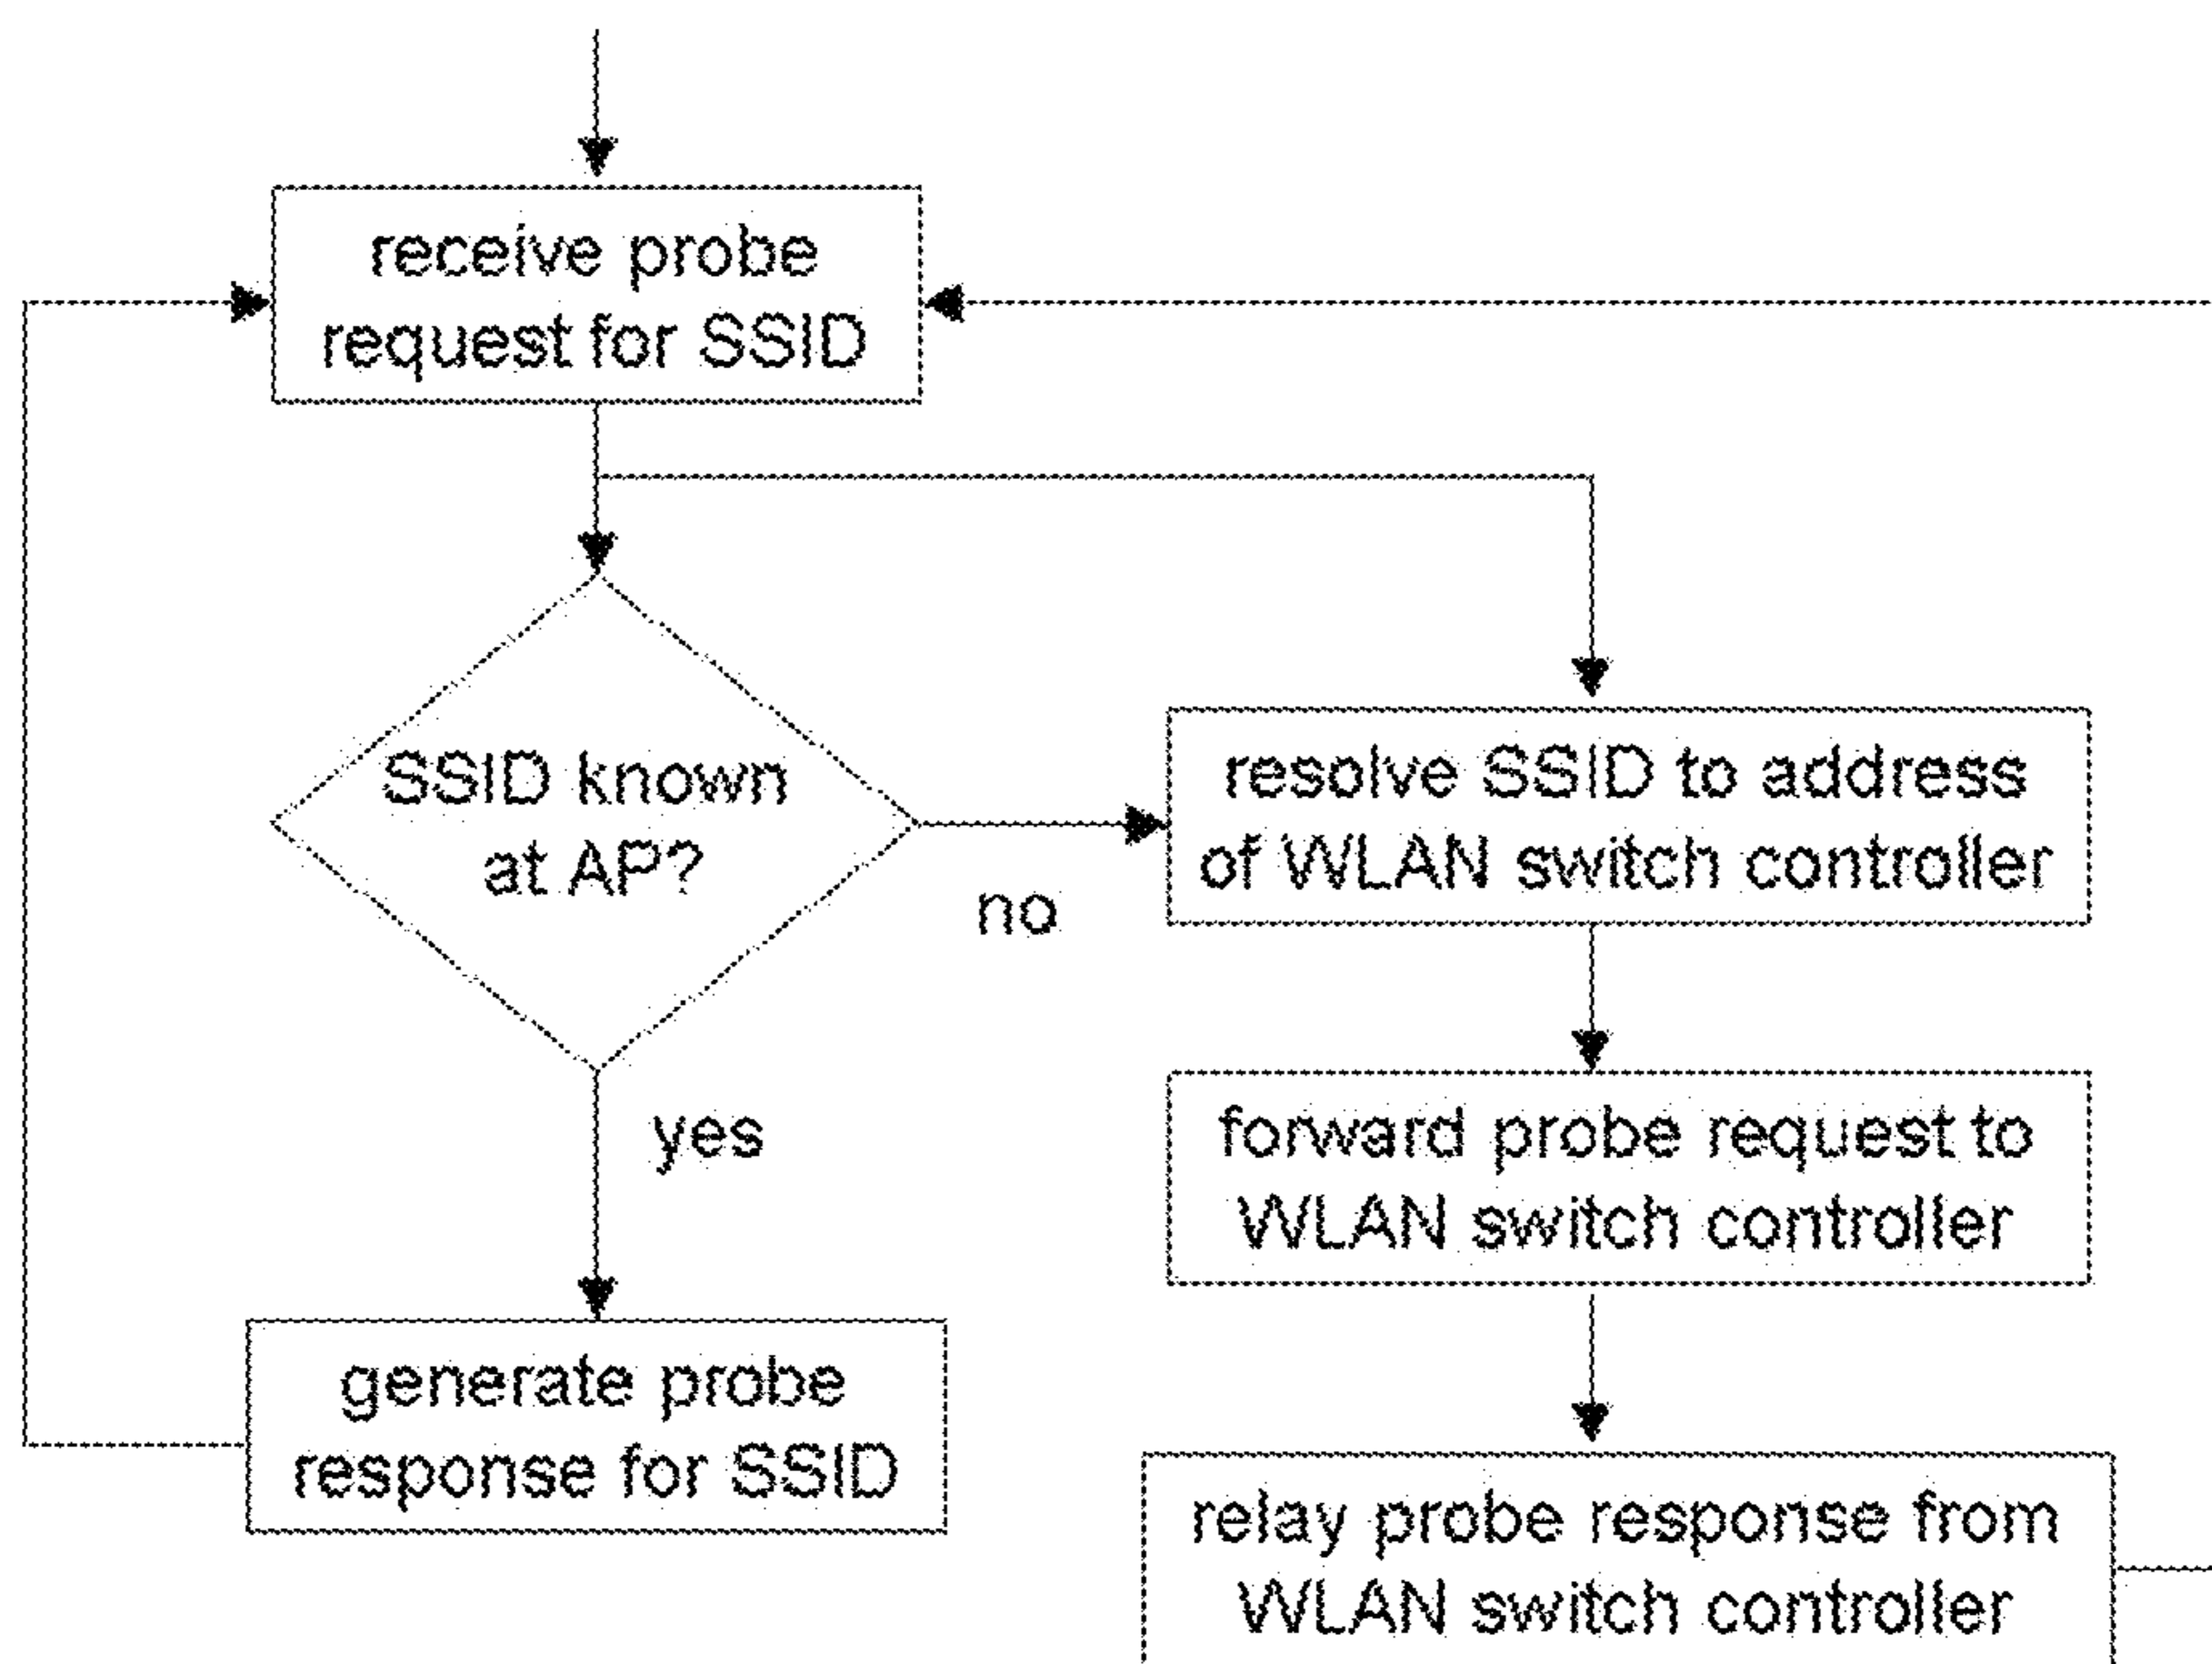 receive probe
request for SSID
SSID known
at AP?
no
yes
generate probe
response for SSID
resolve SSID to address
of WLAN switch controller
forward probe request to
WLAN switch controller
relay probe response from
WLAN switch controller